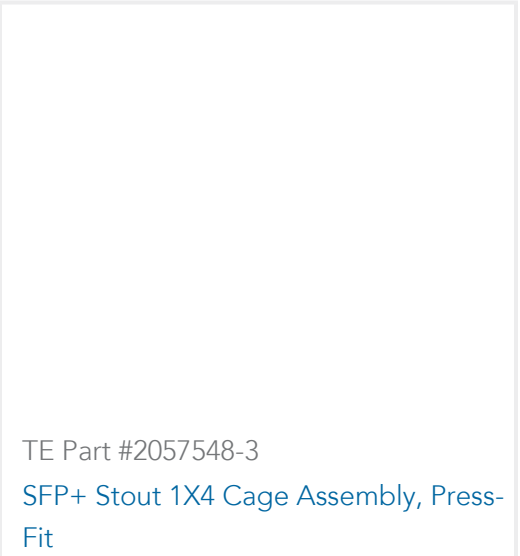 TE Part #2057548-3
SFP+ Stout 1X4 Cage Assembly, Press-
Fit